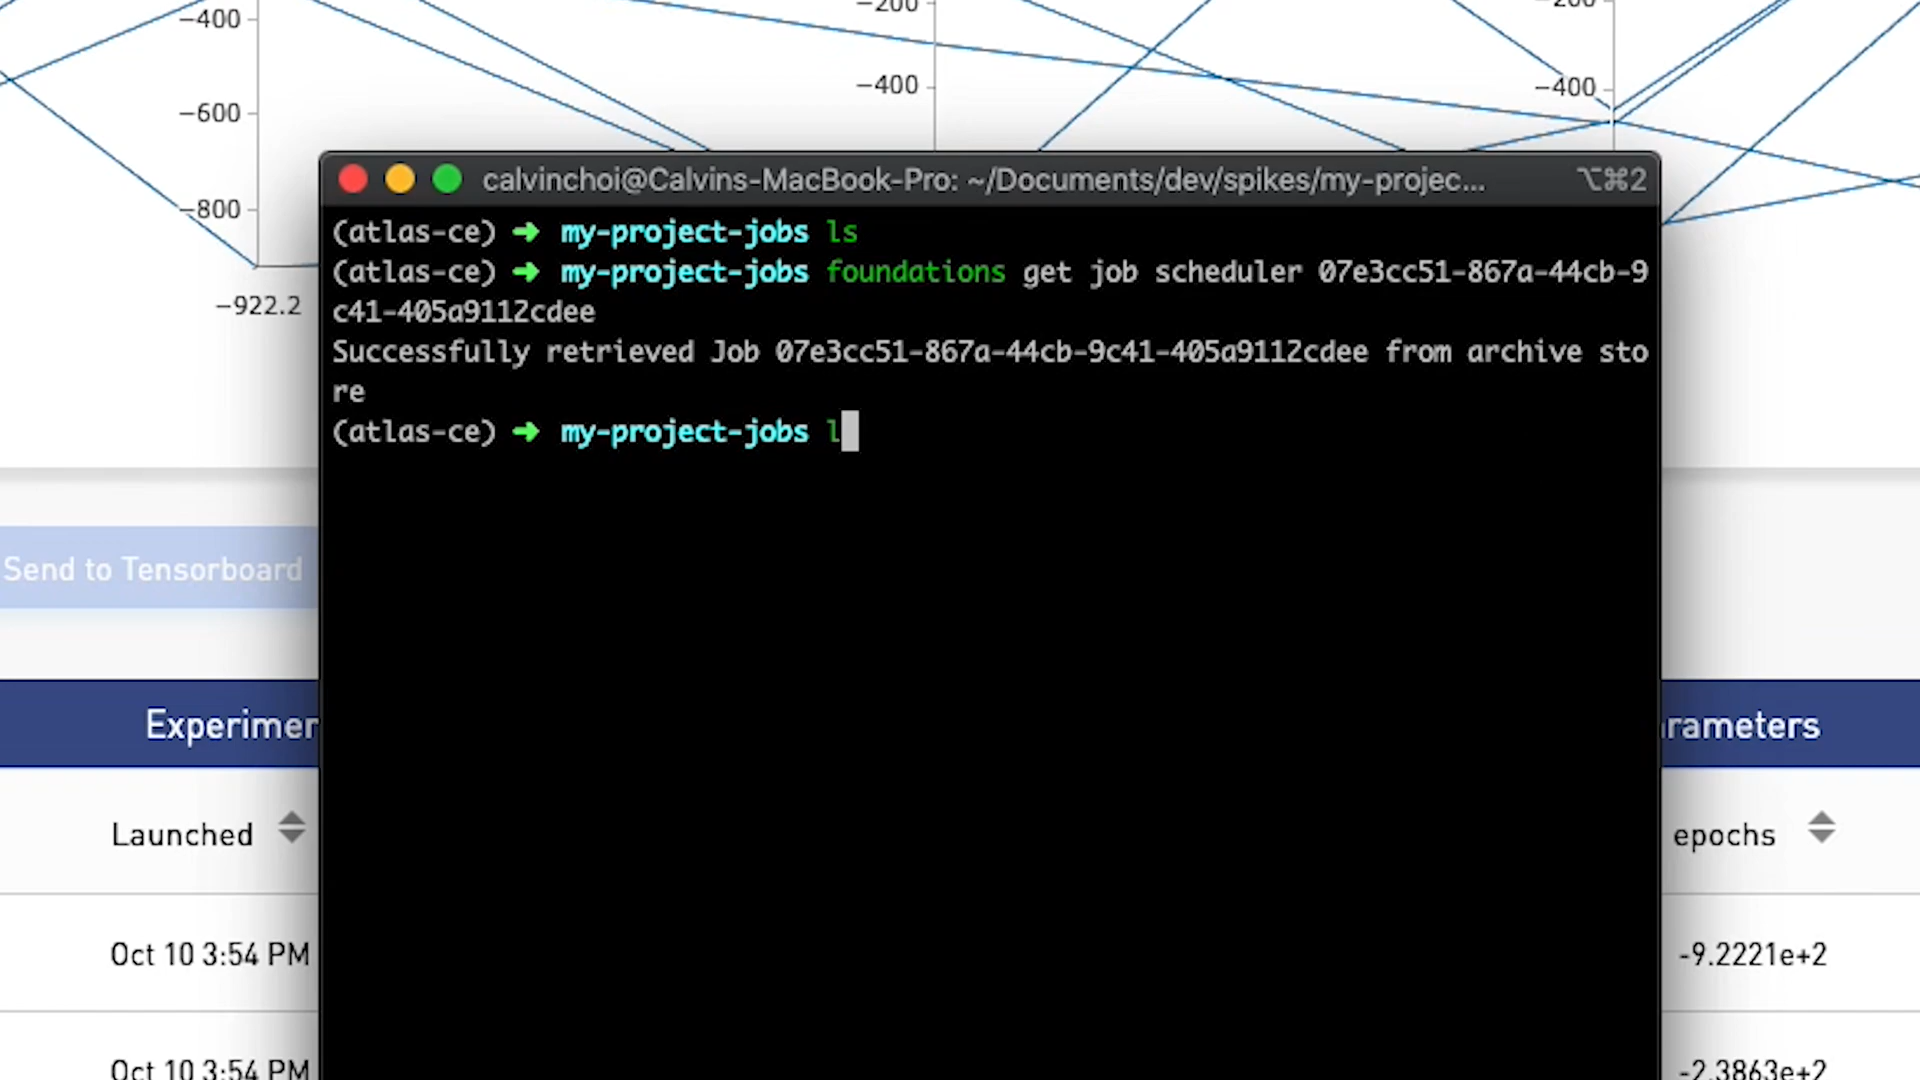 -400
-200
-200
-400
-400
-600
-800
-922.2
calvinchoi@Calvins-MacBook-Pro: ~/Documents/dev/spikes/my-projec... ⌥⌘2
(atlas-ce) ➜ my-project-jobs ls
(atlas-ce) ➜ my-project-jobs foundations get job scheduler 07e3cc51-867a-44cb-9
c41-405a9112cdee
Successfully retrieved Job 07e3cc51-867a-44cb-9c41-405a9112cdee from archive sto
re
(atlas-ce) ➜ my-project-jobs l
Send to Tensorboard
Experimen
rameters
Launched
epochs
Oct 10 3:54 PM
-9.2221e+2
Oct 10 3:54 PM
-2.3863e+2